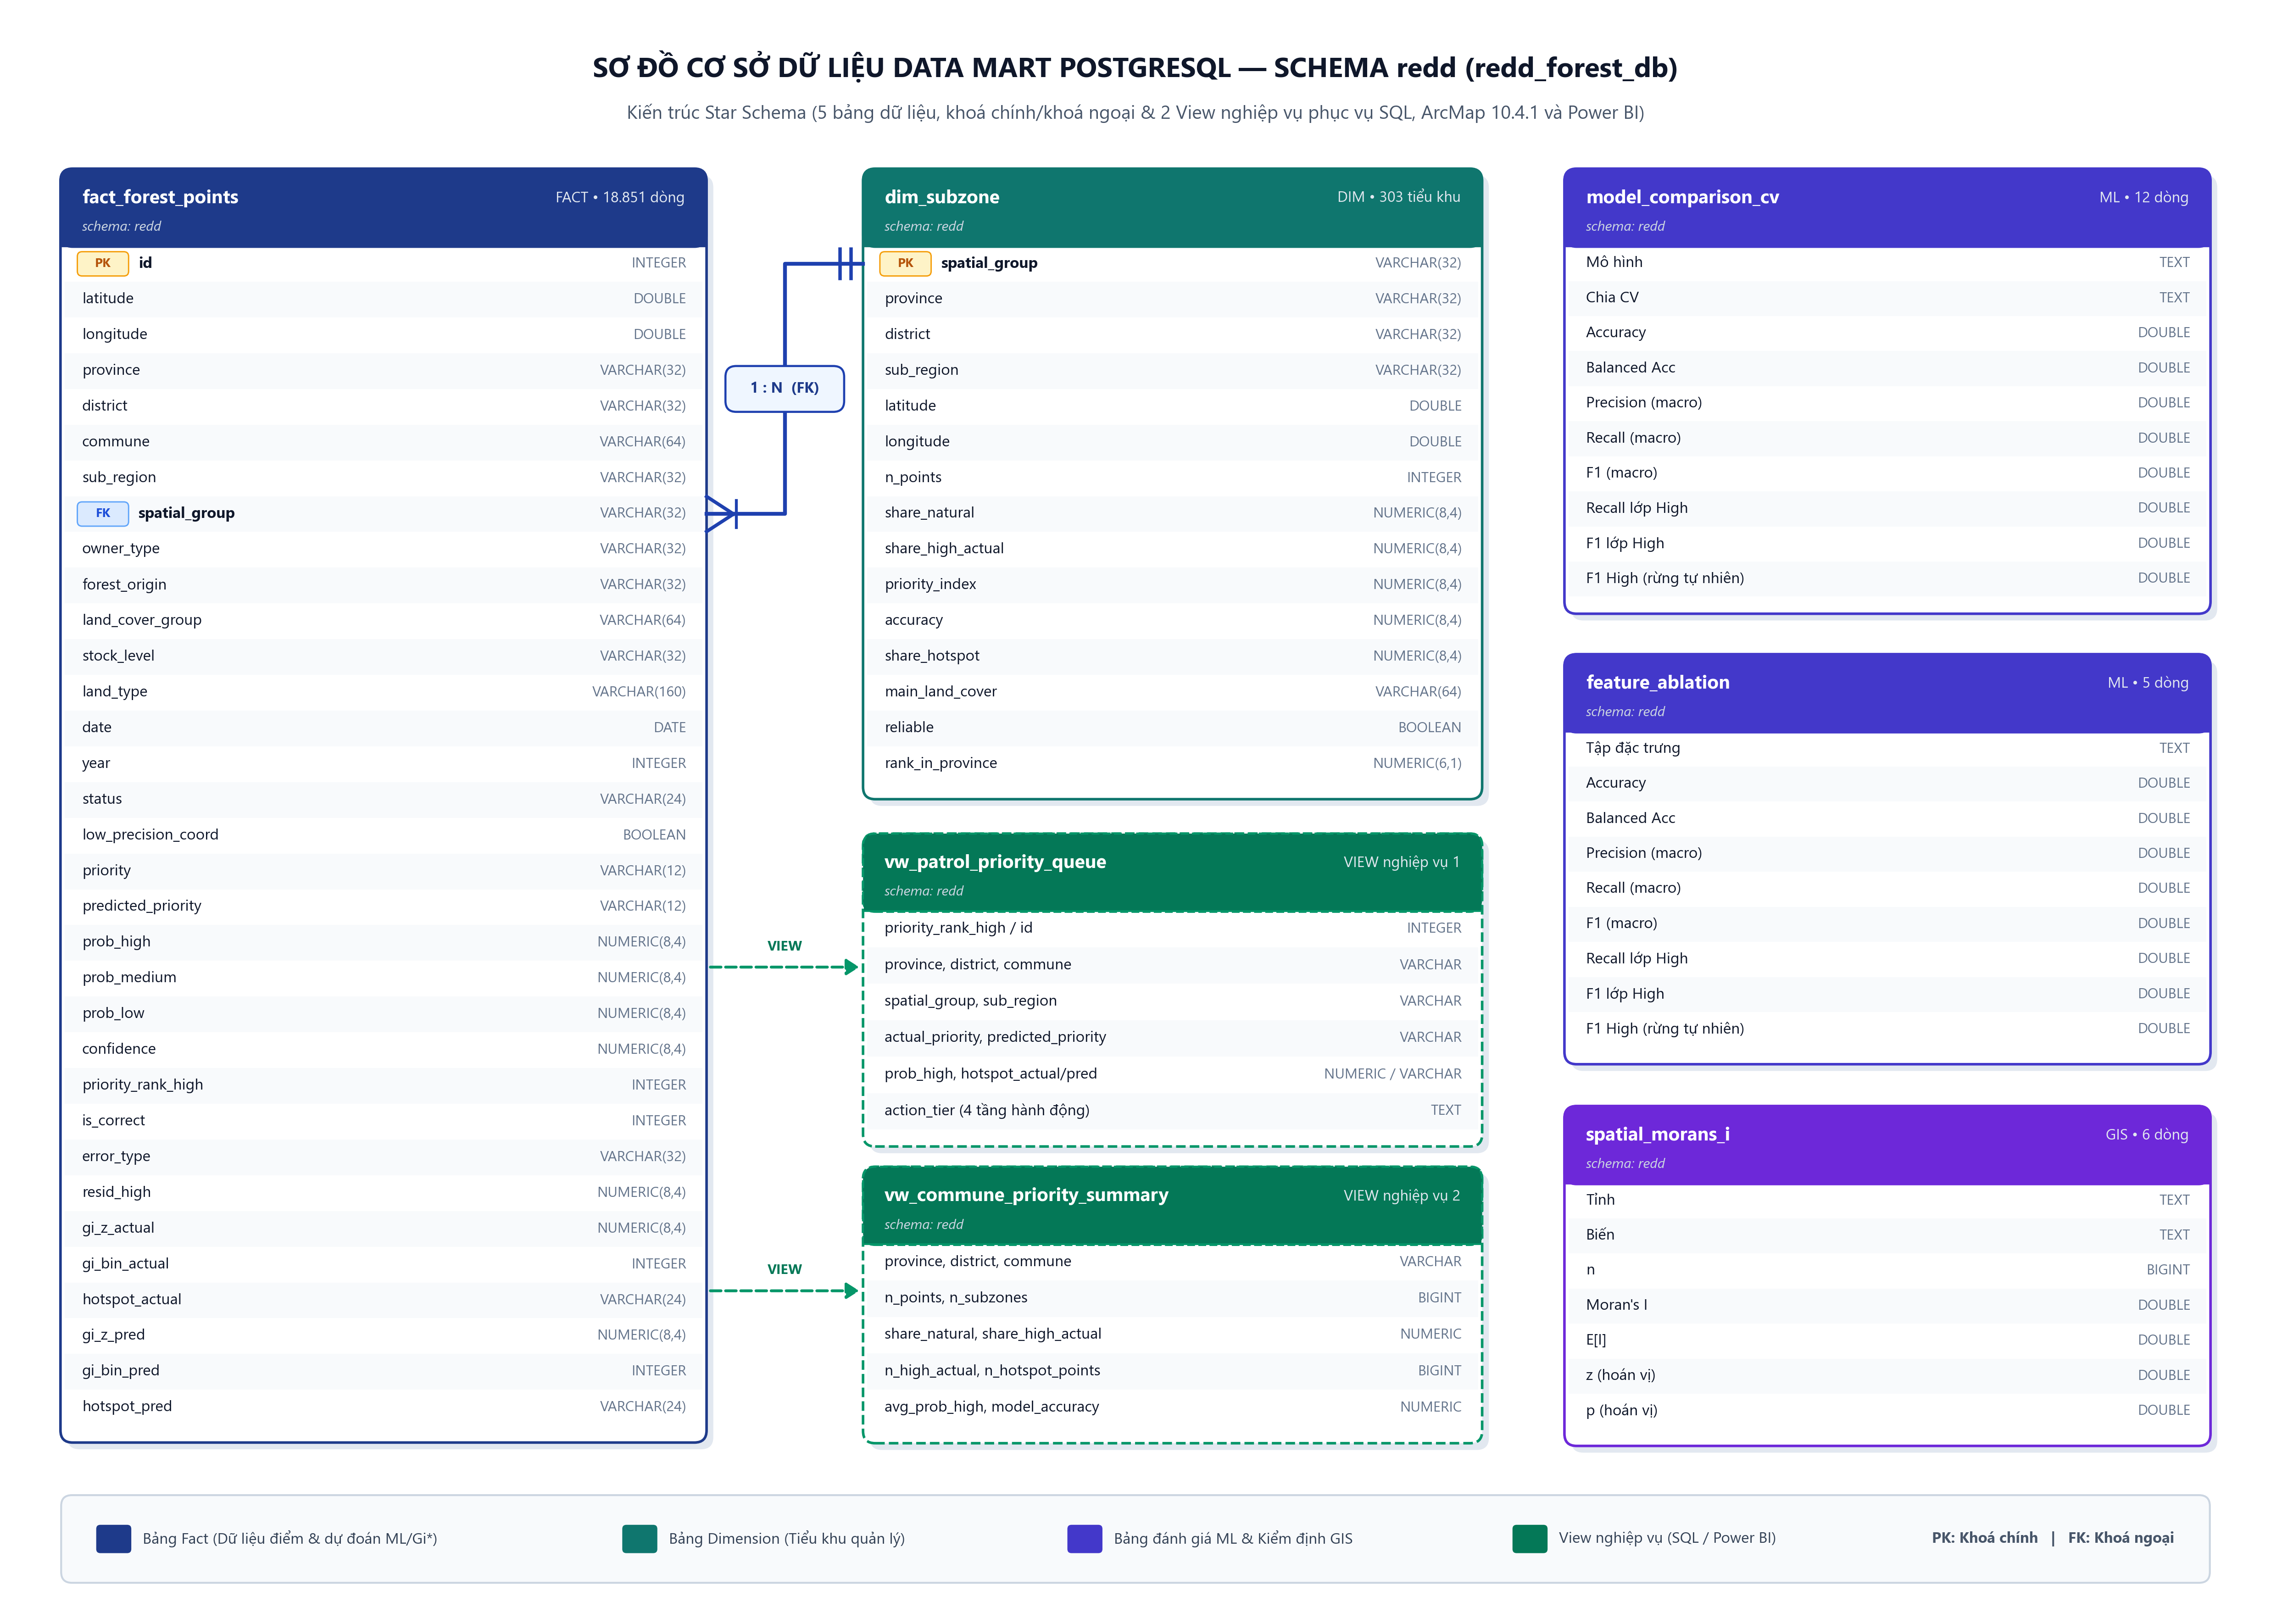 SƠ ĐỒ CƠ SỞ DỮ LIỆU DATA MART POSTGRESQL — SCHEMA redd (redd_forest_db)
Kiến trúc Star Schema (5 bảng dữ liệu, khoá chính/khoá ngoại & 2 View nghiệp vụ phục vụ SQL, ArcMap 10.4.1 và Power BI)
fact_forest_points FACT • 18.851 dòng
schema: redd
PK id INTEGER
latitude DOUBLE
longitude DOUBLE
province VARCHAR(32)
district VARCHAR(32)
commune VARCHAR(64)
sub_region VARCHAR(32)
FK spatial_group VARCHAR(32)
owner_type VARCHAR(32)
forest_origin VARCHAR(32)
land_cover_group VARCHAR(64)
stock_level VARCHAR(32)
land_type VARCHAR(160)
date DATE
year INTEGER
status VARCHAR(24)
low_precision_coord BOOLEAN
priority VARCHAR(12)
predicted_priority VARCHAR(12)
prob_high NUMERIC(8,4)
prob_medium NUMERIC(8,4)
prob_low NUMERIC(8,4)
confidence NUMERIC(8,4)
priority_rank_high INTEGER
is_correct INTEGER
error_type VARCHAR(32)
resid_high NUMERIC(8,4)
gi_z_actual NUMERIC(8,4)
gi_bin_actual INTEGER
hotspot_actual VARCHAR(24)
gi_z_pred NUMERIC(8,4)
gi_bin_pred INTEGER
hotspot_pred VARCHAR(24)
1 : N (FK)
VIEW
VIEW
dim_subzone DIM • 303 tiểu khu
schema: redd
PK spatial_group VARCHAR(32)
province VARCHAR(32)
district VARCHAR(32)
sub_region VARCHAR(32)
latitude DOUBLE
longitude DOUBLE
n_points INTEGER
share_natural NUMERIC(8,4)
share_high_actual NUMERIC(8,4)
priority_index NUMERIC(8,4)
accuracy NUMERIC(8,4)
share_hotspot NUMERIC(8,4)
main_land_cover VARCHAR(64)
reliable BOOLEAN
rank_in_province NUMERIC(6,1)
vw_patrol_priority_queue VIEW nghiệp vụ 1
schema: redd
priority_rank_high / id INTEGER
province, district, commune VARCHAR
spatial_group, sub_region VARCHAR
actual_priority, predicted_priority VARCHAR
prob_high, hotspot_actual/pred NUMERIC / VARCHAR
action_tier (4 tầng hành động) TEXT
vw_commune_priority_summary VIEW nghiệp vụ 2
schema: redd
province, district, commune VARCHAR
n_points, n_subzones BIGINT
share_natural, share_high_actual NUMERIC
n_high_actual, n_hotspot_points BIGINT
avg_prob_high, model_accuracy NUMERIC
model_comparison_cv ML • 12 dòng
schema: redd
Mô hình TEXT
Chia CV TEXT
Accuracy DOUBLE
Balanced Acc DOUBLE
Precision (macro) DOUBLE
Recall (macro) DOUBLE
F1 (macro) DOUBLE
Recall lớp High DOUBLE
F1 lớp High DOUBLE
F1 High (rừng tự nhiên) DOUBLE
feature_ablation ML • 5 dòng
schema: redd
Tập đặc trưng TEXT
Accuracy DOUBLE
Balanced Acc DOUBLE
Precision (macro) DOUBLE
Recall (macro) DOUBLE
F1 (macro) DOUBLE
Recall lớp High DOUBLE
F1 lớp High DOUBLE
F1 High (rừng tự nhiên) DOUBLE
spatial_morans_i GIS • 6 dòng
schema: redd
Tỉnh TEXT
Biến TEXT
n BIGINT
Moran's I DOUBLE
E[I] DOUBLE
z (hoán vị) DOUBLE
p (hoán vị) DOUBLE
Bảng Fact (Dữ liệu điểm & dự đoán ML/Gi*)
Bảng Dimension (Tiểu khu quản lý)
Bảng đánh giá ML & Kiểm định GIS
View nghiệp vụ (SQL / Power BI)
PK: Khoá chính | FK: Khoá ngoại